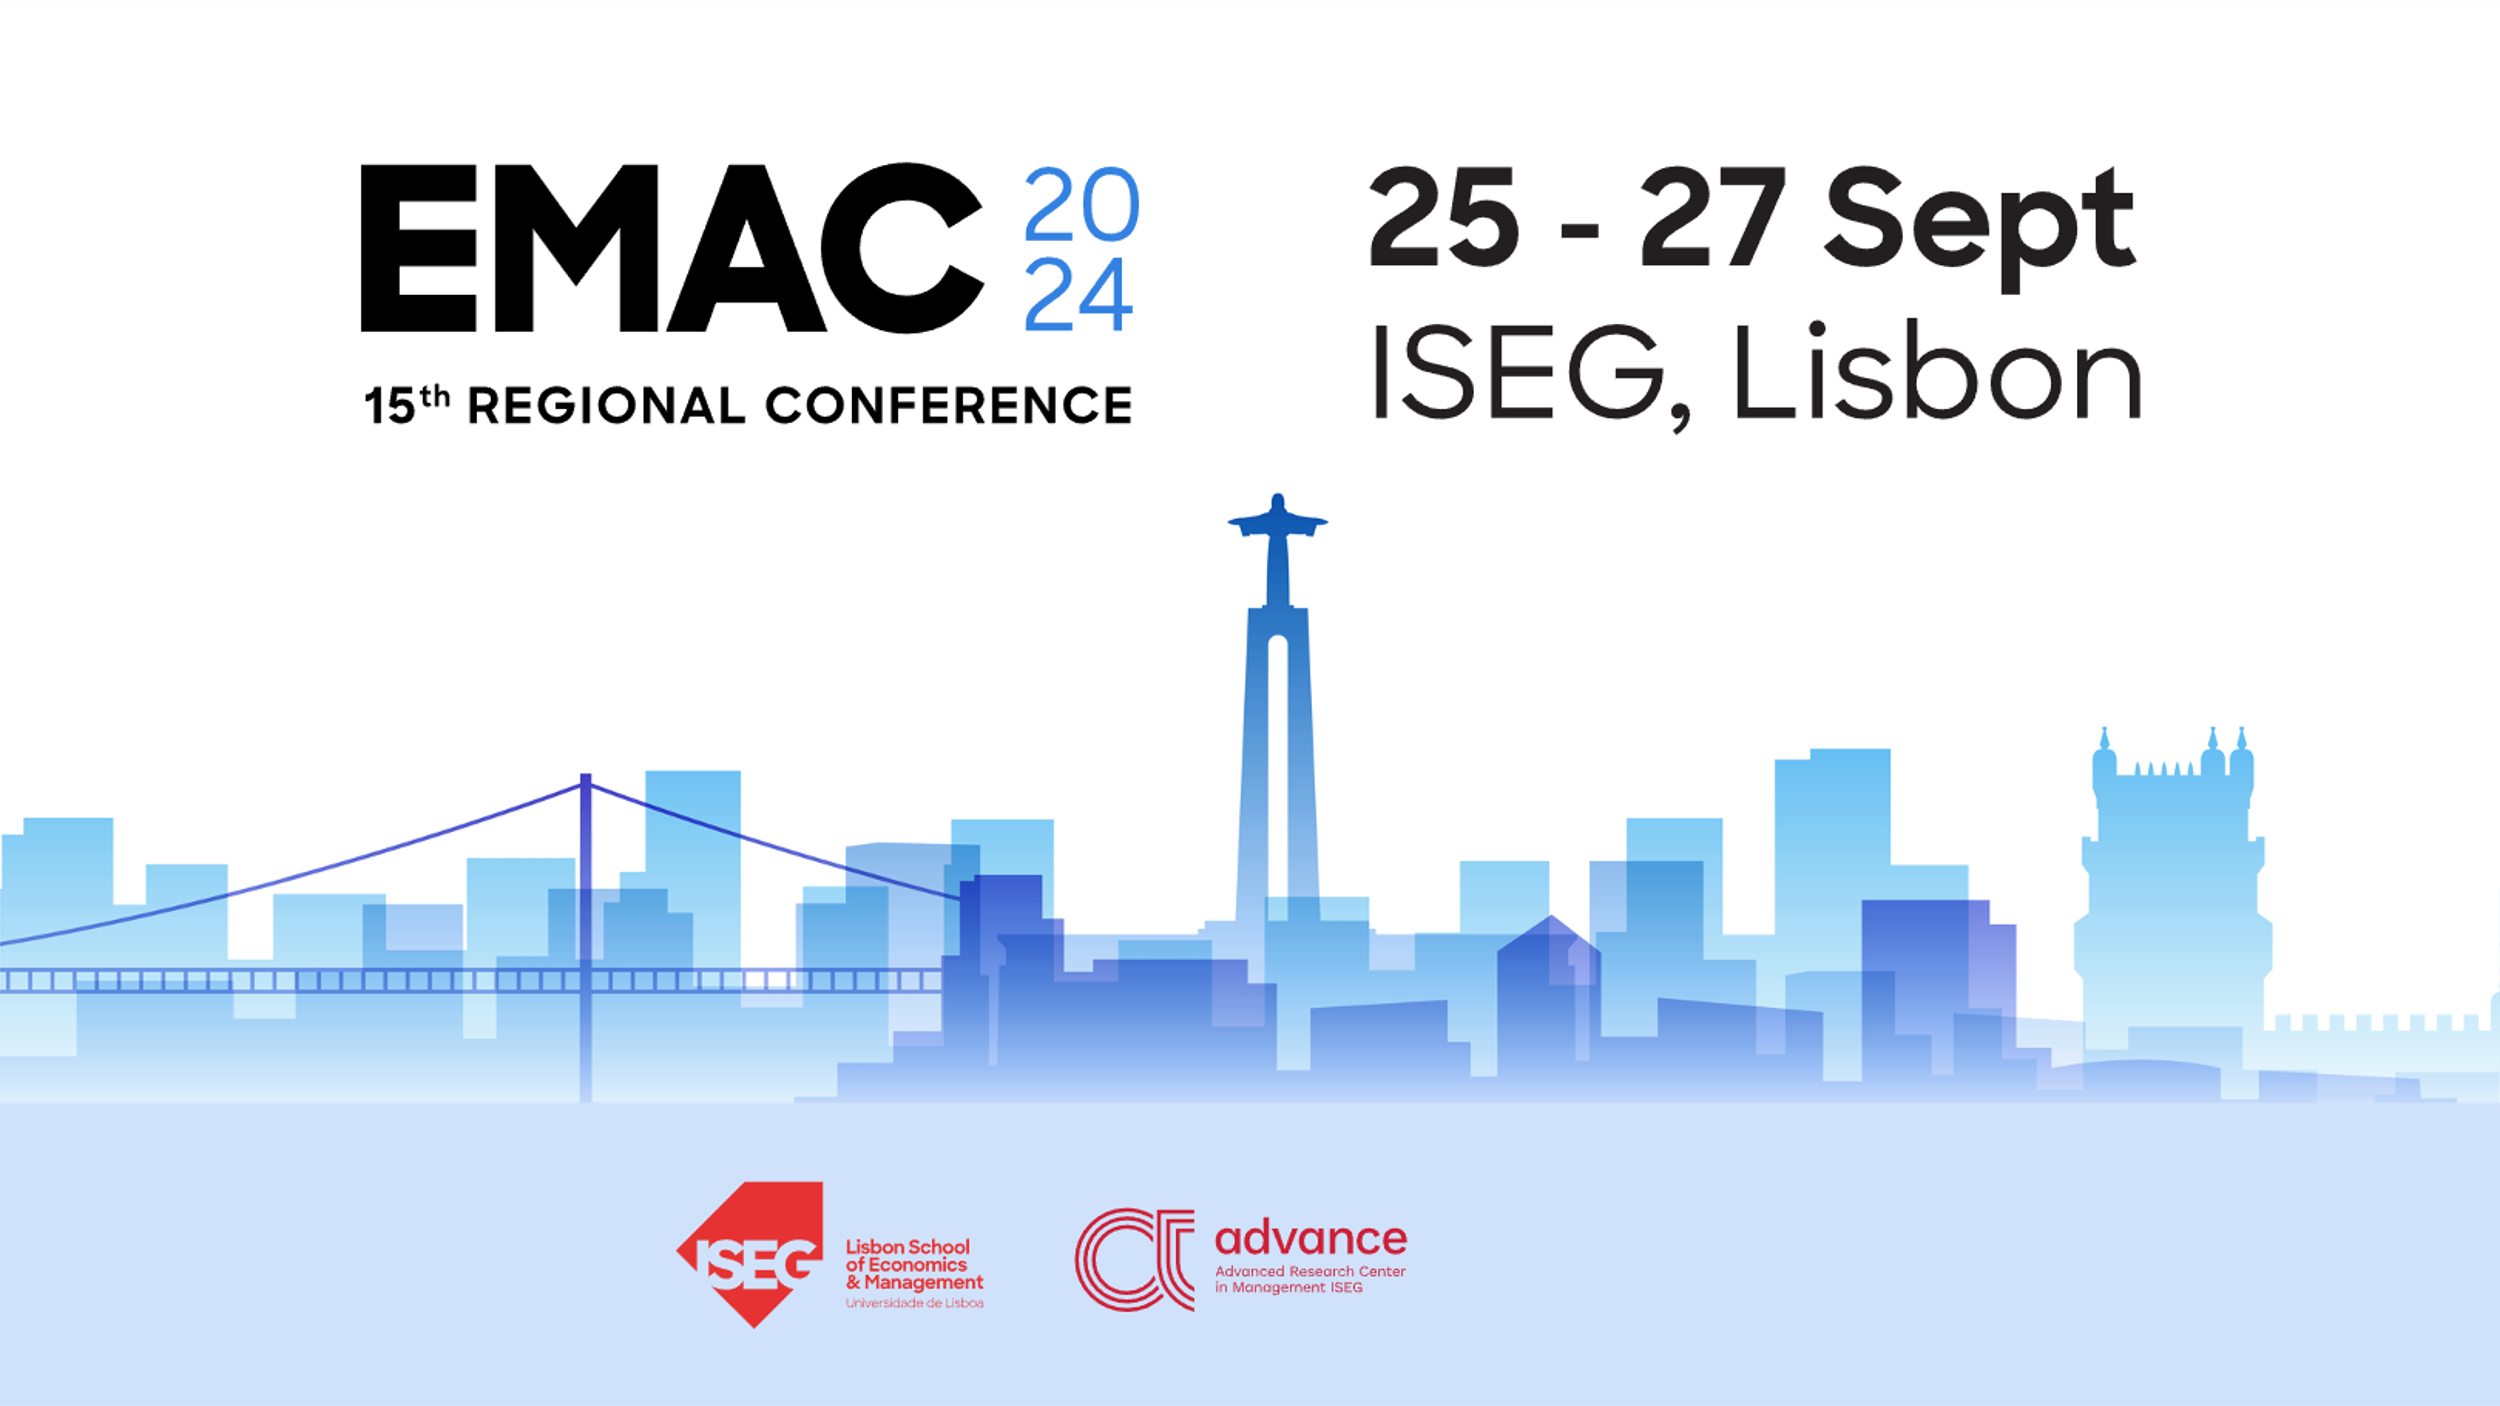 EMAC 20
24
15th REGIONAL CONFERENCE
25 - 27 Sept
ISEG, Lisbon
ISEG
Lisbon School
of Economics
& Management
Universidade de Lisboa
advance
Advanced Research Center
in Management ISEG